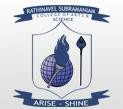 RATHINAVEL SUBRAMANIAM
COLLEGE OF ARTS &
SCIENCE
ARISE - SHINE